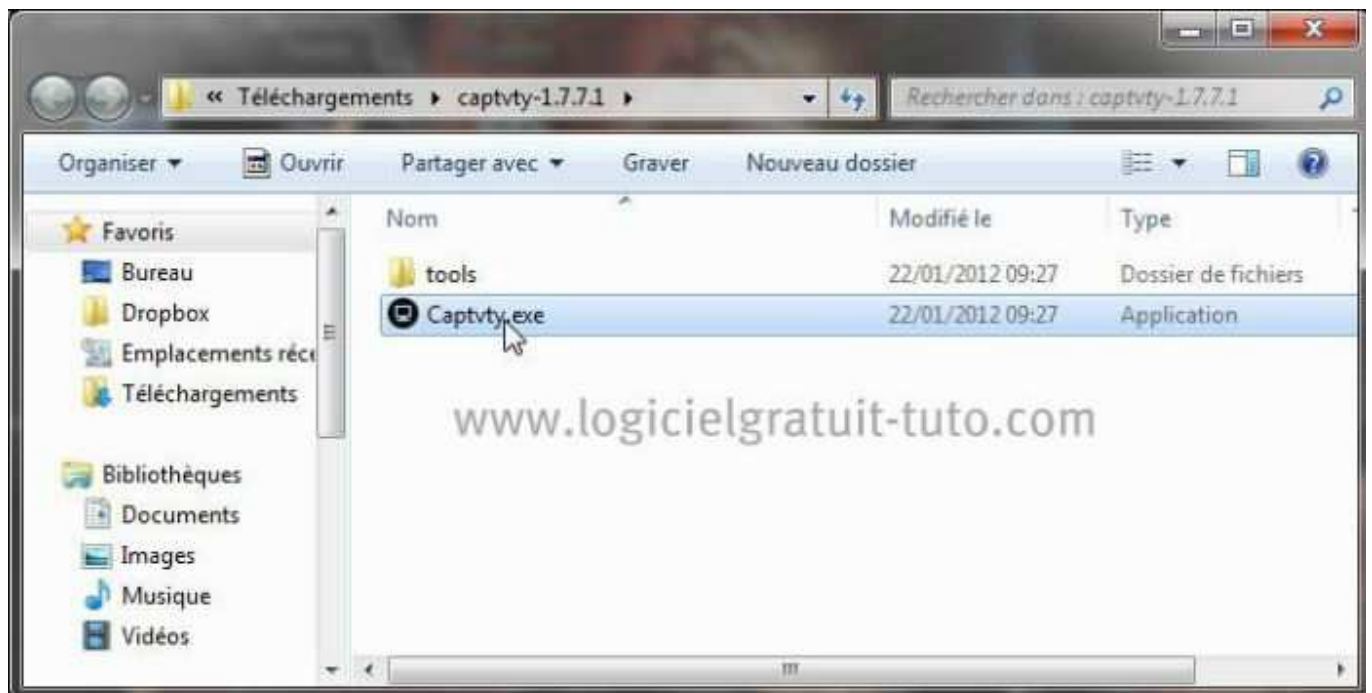 « Téléchargements ▸ captvty-1.7.7.1 ▸
Rechercher dans : captvty-1.7.7.1
Organiser Ouvrir Partager avec Graver Nouveau dossier
Nom Modifié le Type
Favoris
Bureau
Dropbox
Emplacements réce
Téléchargements
Bibliothèques
Documents
Images
Musique
Vidéos
tools 22/01/2012 09:27 Dossier de fichiers
Captvty.exe 22/01/2012 09:27 Application
www.logicielgratuit-tuto.com